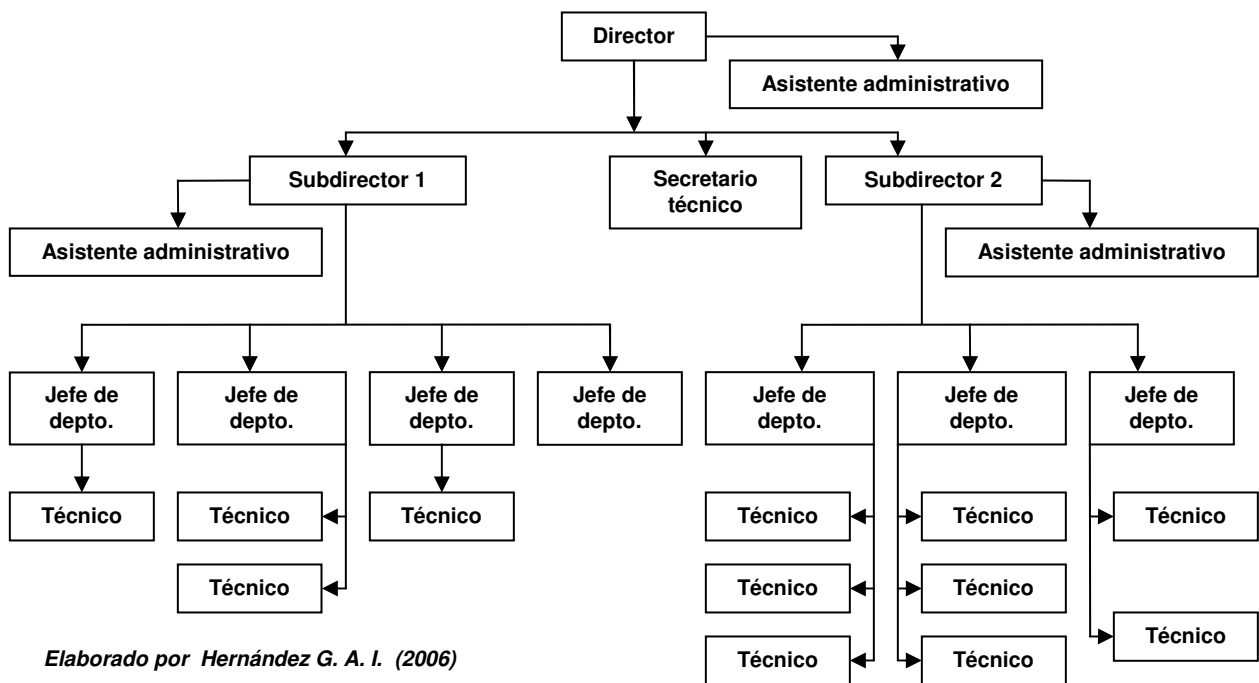 Director
Asistente administrativo
Subdirector 1
Secretario
técnico
Subdirector 2
Asistente administrativo
Asistente administrativo
Jefe de
depto.
Jefe de
depto.
Jefe de
depto.
Jefe de
depto.
Jefe de
depto.
Jefe de
depto.
Jefe de
depto.
Técnico
Técnico
Técnico
Técnico
Técnico
Técnico
Técnico
Técnico
Técnico
Técnico
Técnico
Técnico
Elaborado por Hernández G. A. I. (2006)